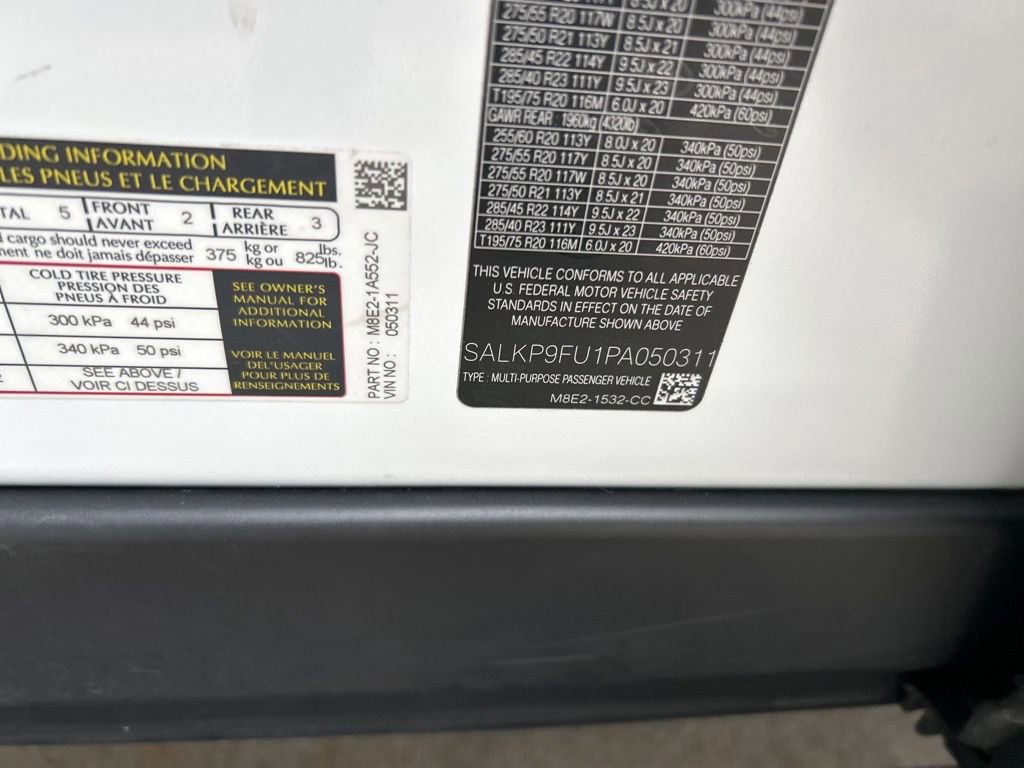 DING INFORMATION
LES PNEUS ET LE CHARGEMENT
TAL 5 FRONT AVANT 2 REAR ARRIÈRE 3
d cargo should never exceed
ment ne doit jamais dépasser 375 kg or kg ou 825 lbs. lb.
COLD TIRE PRESSURE
PRESSION DES
PNEUS À FROID
300 kPa 44 psi
340 kPa 50 psi
SEE ABOVE /
VOIR CI DESSUS
SEE OWNER'S
MANUAL FOR
ADDITIONAL
INFORMATION
VOIR LE MANUEL
DEL'USAGER
POUR PLUS DE
RENSEIGNEMENTS
PART NO : M8E2-1A552-JC
VIN NO : 050311
8.5J x 20 300kPa (44psi)
275/55 R20 117W 8.5J x 20 300kPa (44psi)
275/50 R21 113Y 8.5J x 21 300kPa (44psi)
285/45 R22 114Y 9.5J x 22 300kPa (44psi)
285/40 R23 111Y 9.5J x 23 300kPa (44psi)
T195/75 R20 116M 6.0J x 20 420kPa (60psi)
GAWR REAR : 1960kg (4320lb)
255/60 R20 113Y 8.0J x 20 340kPa (50psi)
275/55 R20 117Y 8.5J x 20 340kPa (50psi)
275/55 R20 117W 8.5J x 20 340kPa (50psi)
275/50 R21 113Y 8.5J x 21 340kPa (50psi)
285/45 R22 114Y 9.5J x 22 340kPa (50psi)
285/40 R23 111Y 9.5J x 23 340kPa (50psi)
T195/75 R20 116M 6.0J x 20 420kPa (60psi)
THIS VEHICLE CONFORMS TO ALL APPLICABLE
U.S. FEDERAL MOTOR VEHICLE SAFETY
STANDARDS IN EFFECT ON THE DATE OF
MANUFACTURE SHOWN ABOVE
SALKP9FU1PA050311
TYPE : MULTI-PURPOSE PASSENGER VEHICLE
M8E2-1532-CC